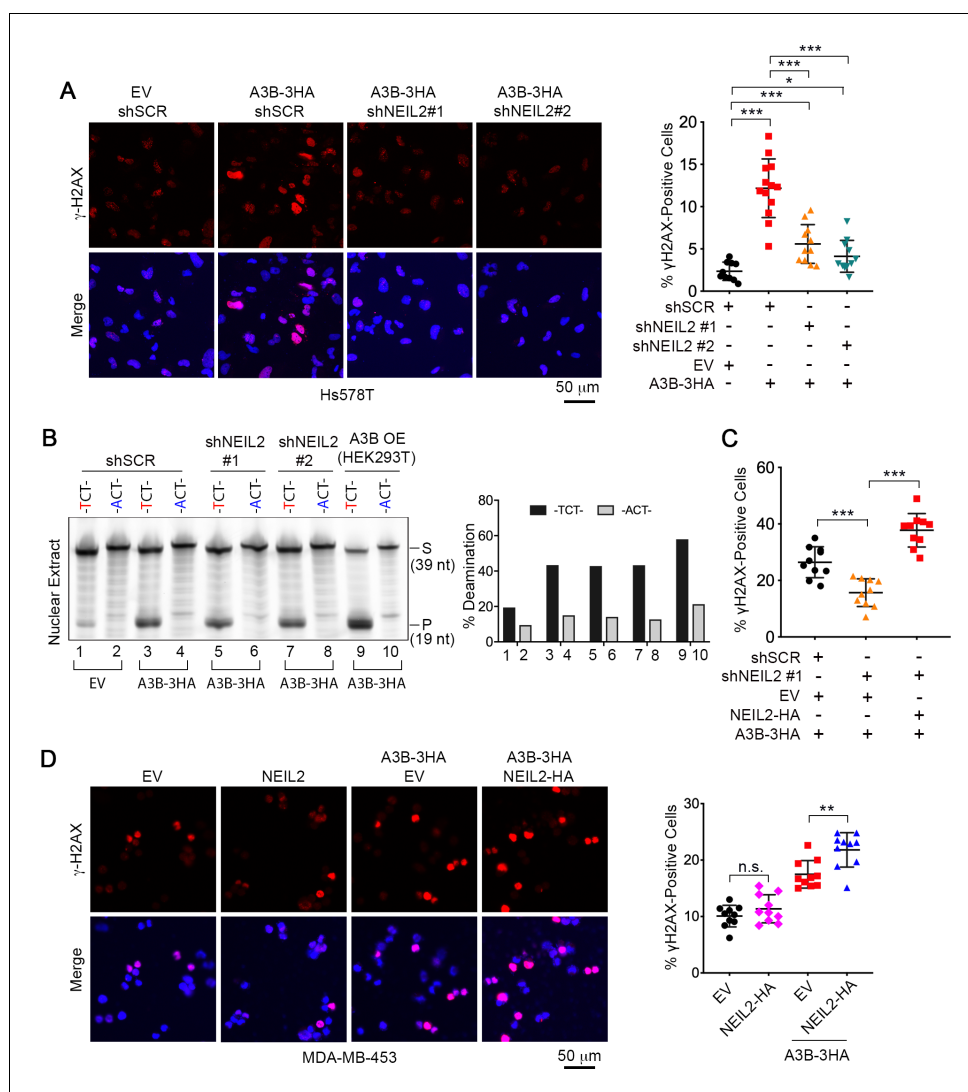 A
EV
shSCR
A3B-3HA
shSCR
A3B-3HA
shNEIL2#1
A3B-3HA
shNEIL2#2
γ-H2AX
Merge
Hs578T
50 µm
% γH2AX-Positive Cells
20
15
10
5
0
***
***
*
***
***
shSCR + + - -
shNEIL2 #1 - - + -
shNEIL2 #2 - - - +
EV + - - -
A3B-3HA - + + +
B
shSCR
shNEIL2
#1
shNEIL2
#2
A3B OE
(HEK293T)
-TCT- -ACT- -TCT- -ACT- -TCT- -ACT- -TCT- -ACT- -TCT- -ACT-
Nuclear Extract
S
(39 nt)
P
(19 nt)
1 2 3 4 5 6 7 8 9 10
EV A3B-3HA A3B-3HA A3B-3HA A3B-3HA
% Deamination
80
60
40
20
0
-TCT- -ACT-
1 2 3 4 5 6 7 8 9 10
C
% γH2AX-Positive Cells
60
40
20
0
***
***
shSCR + - -
shNEIL2 #1 - + +
EV + + -
NEIL2-HA - - +
A3B-3HA + + +
D
EV
NEIL2
A3B-3HA
EV
A3B-3HA
NEIL2-HA
γ-H2AX
Merge
MDA-MB-453
50 µm
% γH2AX-Positive Cells
30
20
10
0
n.s.
**
EV
NEIL2-HA
EV
NEIL2-HA
A3B-3HA